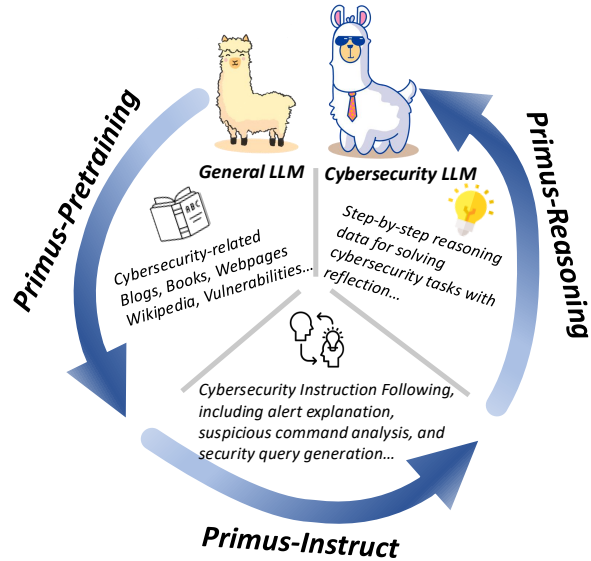 General LLM
Cybersecurity LLM
Primus-Pretraining
ABC
Cybersecurity-related
Blogs, Books, Webpages
Wikipedia, Vulnerabilities...
Step-by-step reasoning
data for solving
cybersecurity tasks with
reflection...
Primus-Reasoning
Cybersecurity Instruction Following,
including alert explanation,
suspicious command analysis, and
security query generation...
Primus-Instruct